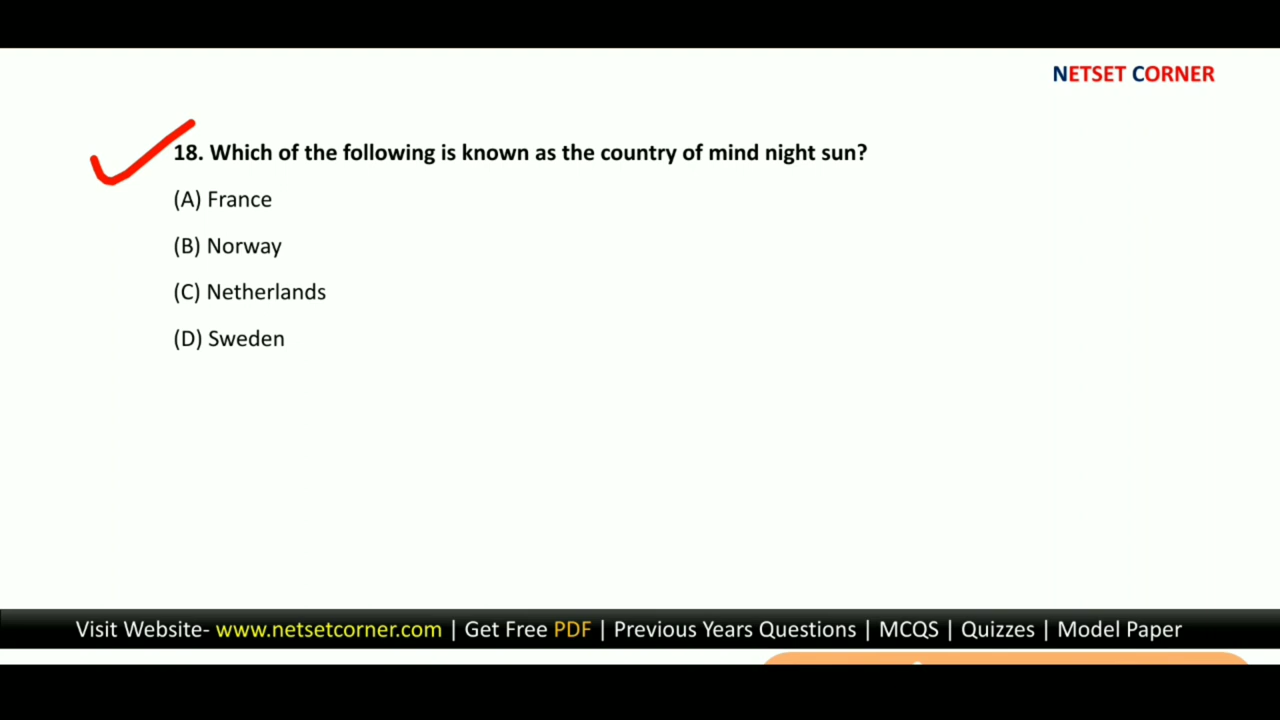 NETSET CORNER
18. Which of the following is known as the country of mind night sun?
(A) France
(B) Norway
(C) Netherlands
(D) Sweden
Visit Website- www.netsetcorner.com | Get Free PDF | Previous Years Questions | MCQS | Quizzes | Model Paper